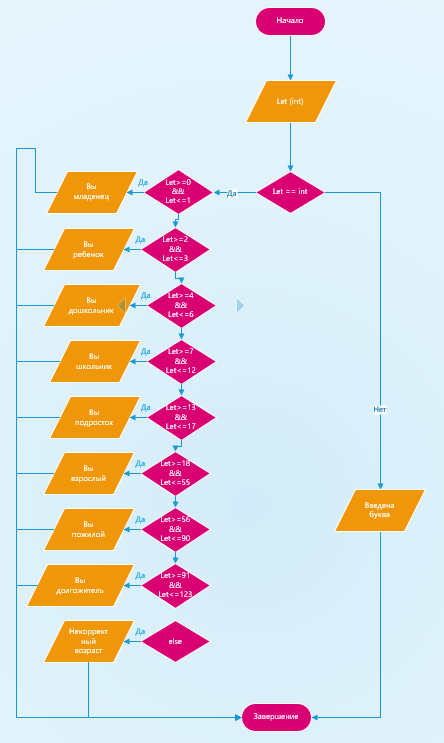 Начало
Let (int)
Let == int
Да
Let>=0
&&
Let<=1
Да
Вы
младенец
Let>=2
&&
Let<=3
Да
Вы
ребенок
Let>=4
&&
Let<=6
Да
Вы
дошкольник
Let>=7
&&
Let<=12
Да
Вы
школьник
Let>=13
&&
Let<=17
Да
Вы
подросток
Let>=18
&&
Let<=55
Да
Вы
взрослый
Let>=56
&&
Let<=90
Да
Вы
пожилой
Let>=91
&&
Let<=123
Да
Вы
долгожитель
else
Да
Некоррект
ный
возраст
Нет
Введена
буква
Завершение